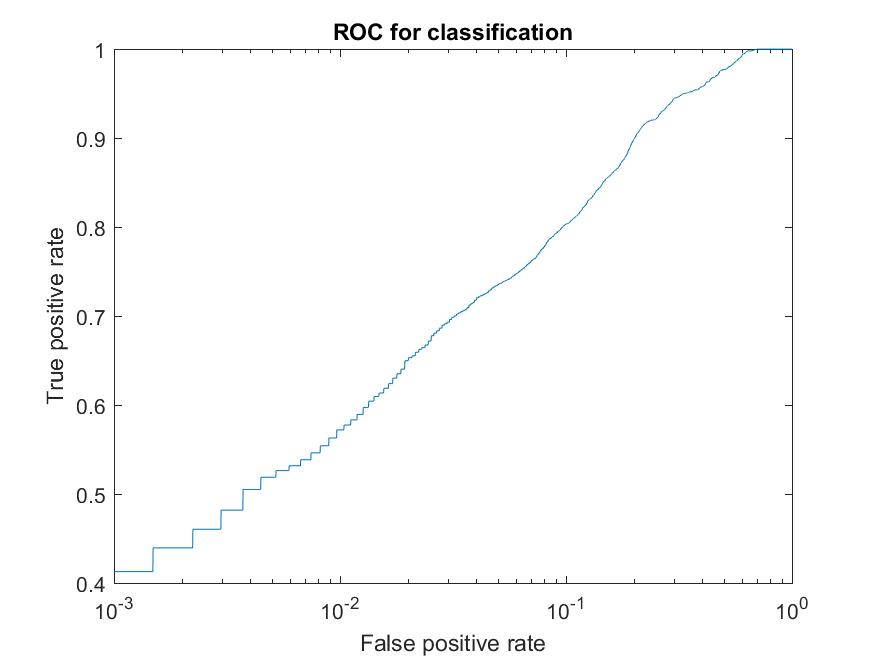 ROC for classification
1
0.9
0.8
0.7
0.6
0.5
0.4
True positive rate
10^-3 10^-2 10^-1 10^0
False positive rate